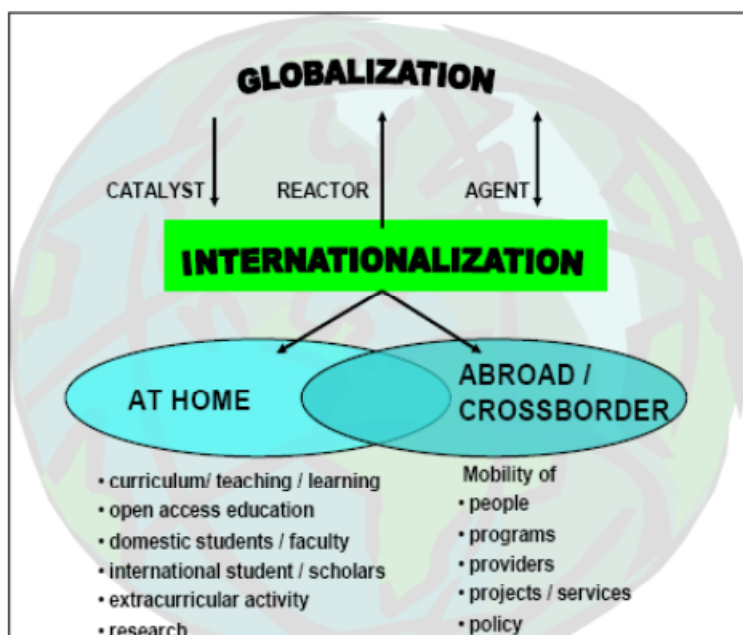 GLOBALIZATION
CATALYST REACTOR AGENT
INTERNATIONALIZATION
AT HOME
ABROAD /
CROSSBORDER
• curriculum/ teaching / learning
• open access education
• domestic students / faculty
• international student / scholars
• extracurricular activity
• research
Mobility of
• people
• programs
• providers
• projects / services
• policy